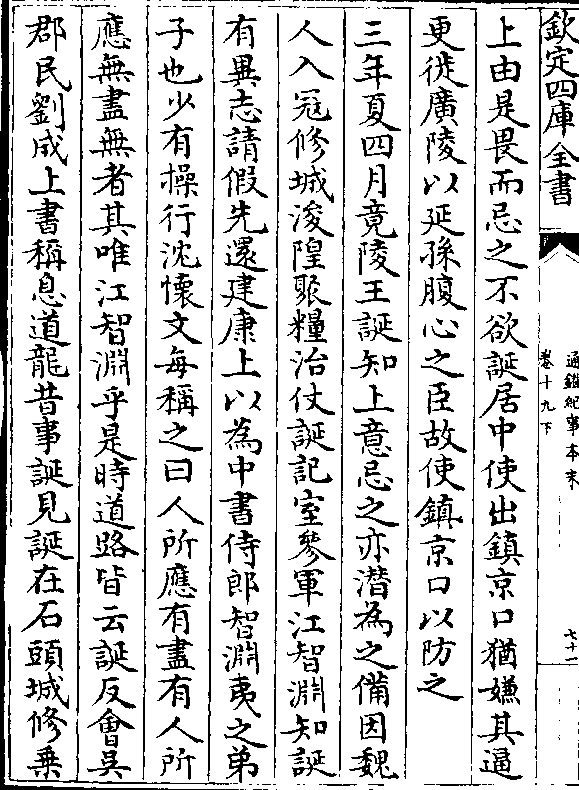 欽定四庫全書
通鑑紀事本末
卷十九下
七十一
上由是畏而忌之不欲誕居中使出鎮京口猶嫌其逼
更徙廣陵以延孫腹心之臣故使鎮京口以防之
三年夏四月竟陵王誕知上意忌之亦潛為之備因魏
人入冦修城浚隍聚糧治仗誕記室參軍江智淵知誕
有異志請假先還建康上以為中書侍郎智淵夷之弟
子也少有操行沈懷文每稱之曰人所應有盡有人所
應無盡無者其唯江智淵乎是時道路皆云誕反會吳
郡民劉成上書稱息道龍昔事誕見誕在石頭城修乗